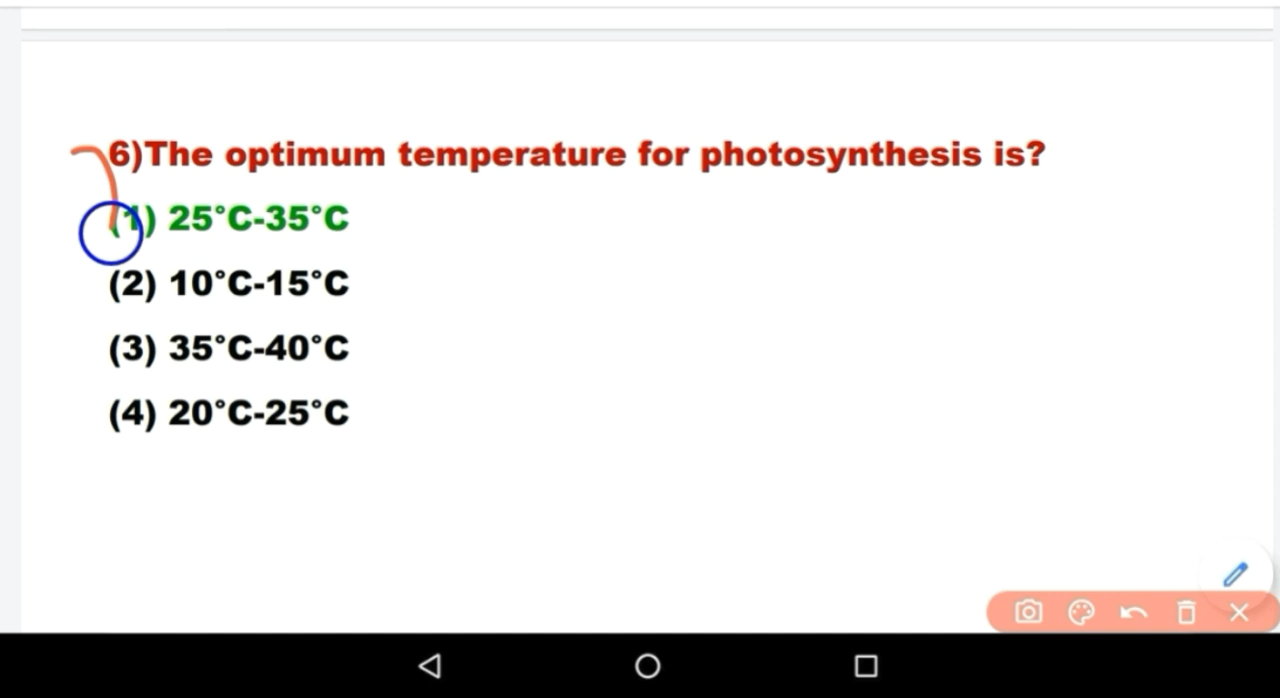 6)The optimum temperature for photosynthesis is?
(1) 25°C-35°C
(2) 10°C-15°C
(3) 35°C-40°C
(4) 20°C-25°C